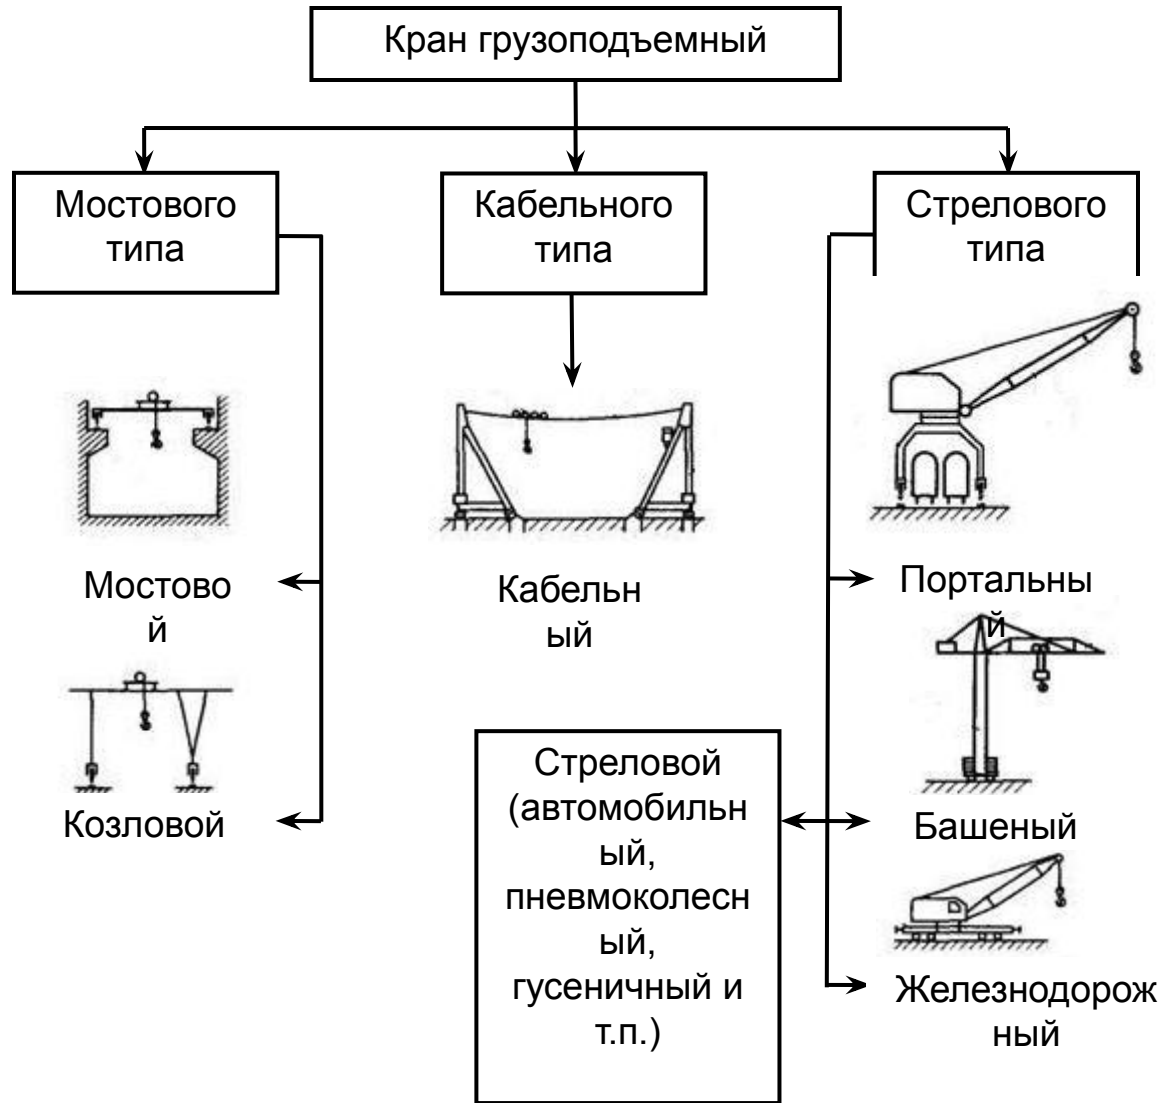 Кран грузоподъемный
Мостового
типа
Кабельного
типа
Стрелового
типа
Мостово
й
Кабельн
ый
Портальны
й
Козловой
Стреловой
(автомобильн
ый,
пневмоколесн
ый,
гусеничный и
т.п.)
Башеный
Железнодорож
ный